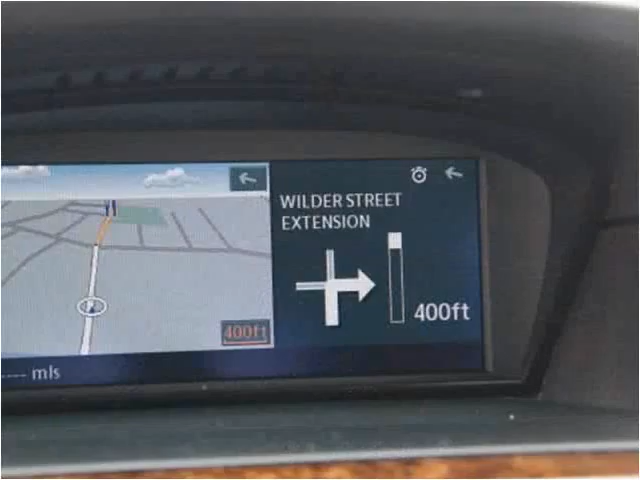 WILDER STREET
EXTENSION
400ft
400ft
---- mls